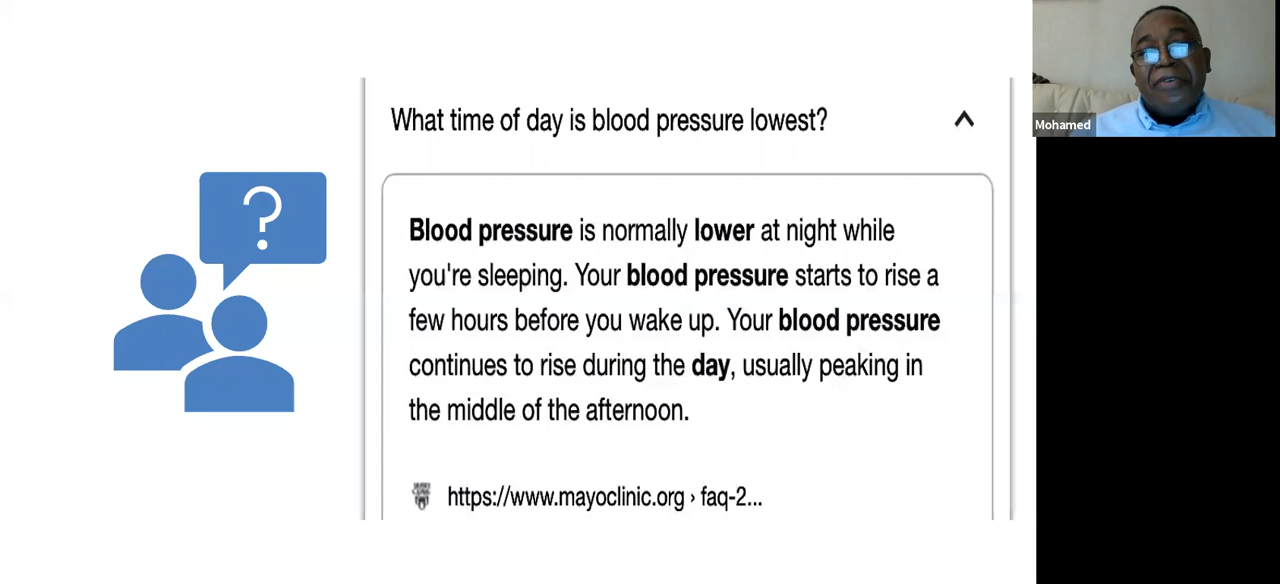 What time of day is blood pressure lowest?
?
Blood pressure is normally lower at night while
you're sleeping. Your blood pressure starts to rise a
few hours before you wake up. Your blood pressure
continues to rise during the day, usually peaking in
the middle of the afternoon.
https://www.mayoclinic.org › faq-2...
Mohamed